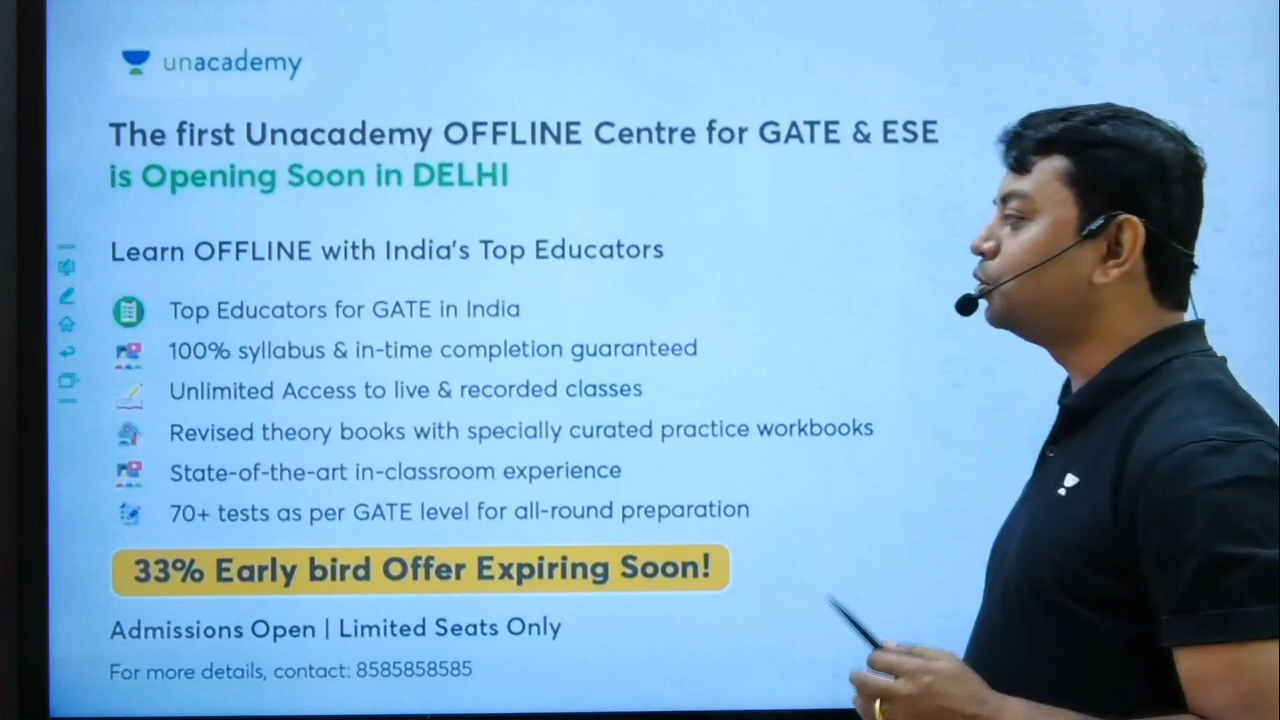 unacademy
The first Unacademy OFFLINE Centre for GATE & ESE
is Opening Soon in DELHI
Learn OFFLINE with India's Top Educators
Top Educators for GATE in India
100% syllabus & in-time completion guaranteed
Unlimited Access to live & recorded classes
Revised theory books with specially curated practice workbooks
State-of-the-art in-classroom experience
70+ tests as per GATE level for all-round preparation
33% Early bird Offer Expiring Soon!
Admissions Open | Limited Seats Only
For more details, contact: 8585858585